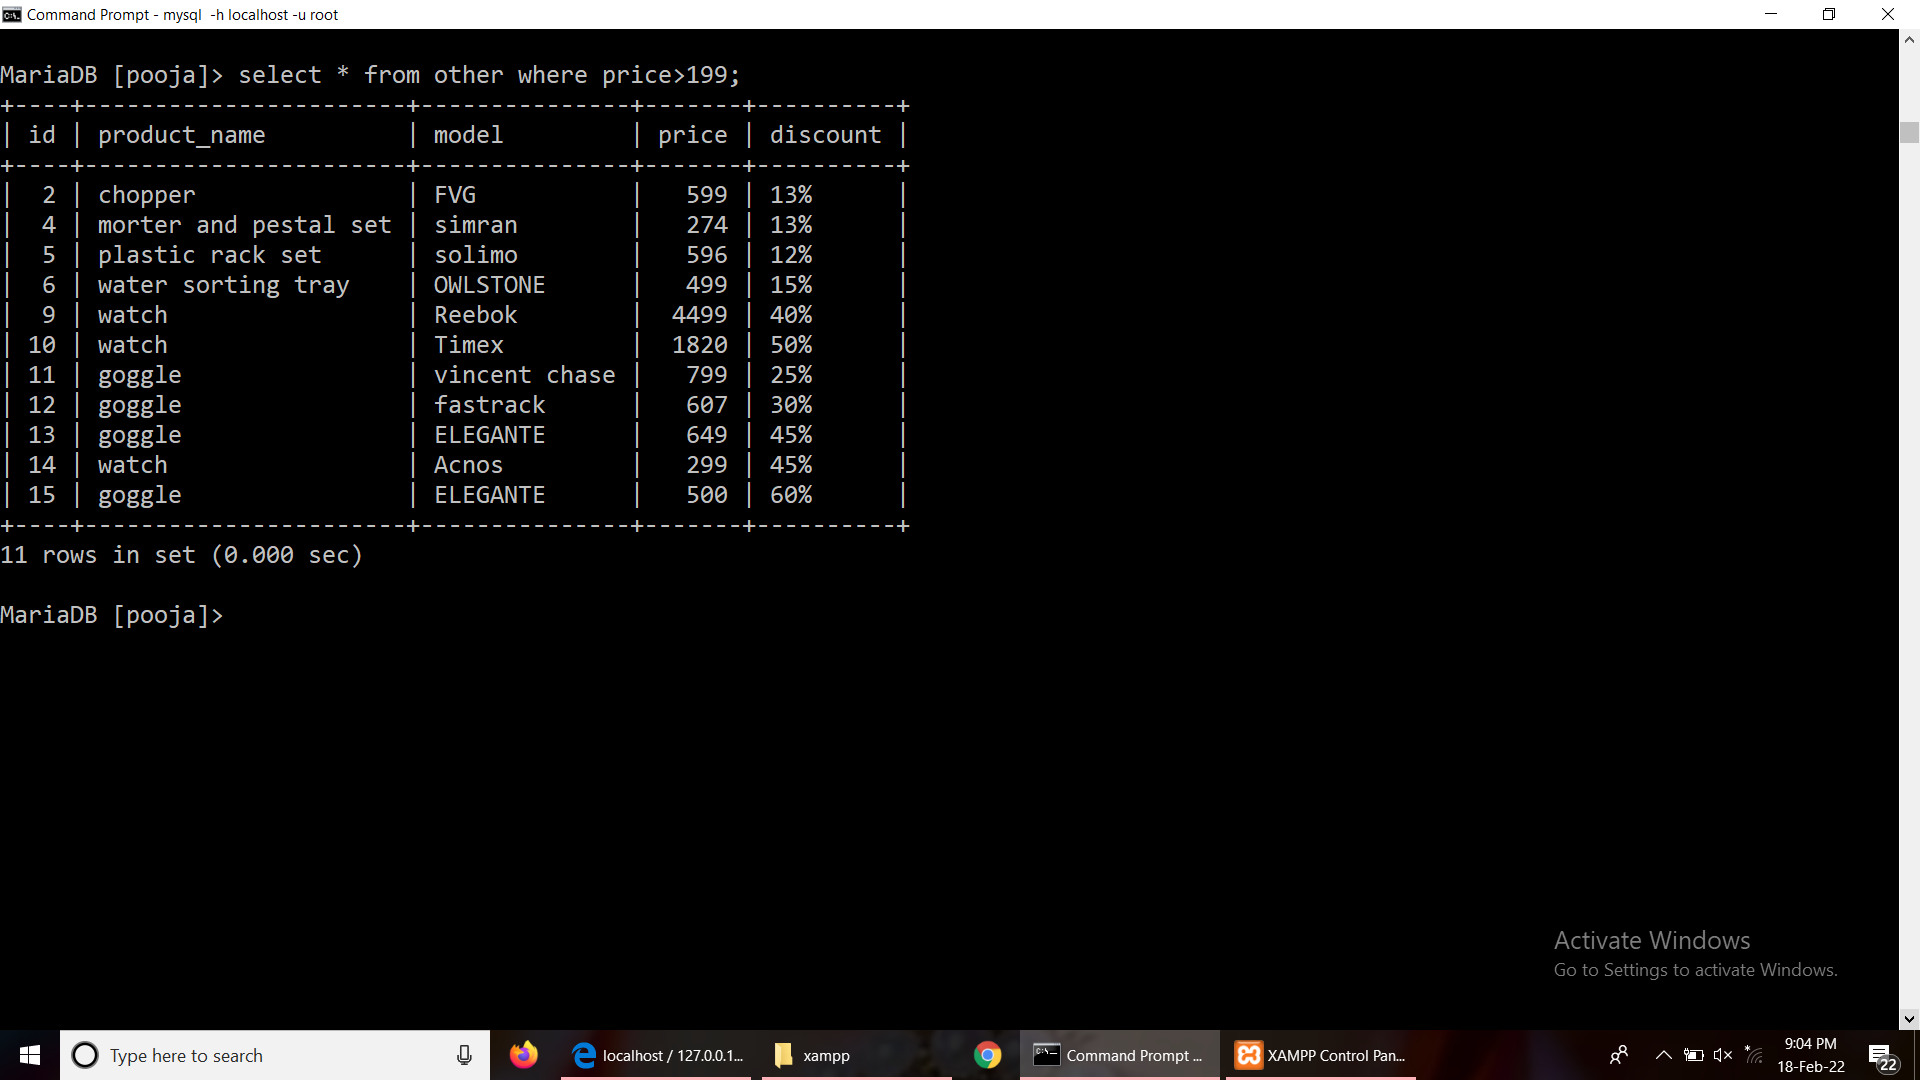 Command Prompt - mysql  -h localhost -u root
MariaDB [pooja]> select * from other where price>199;
+----+-----------------------+---------------+-------+----------+
| id | product_name          | model         | price | discount |
+----+-----------------------+---------------+-------+----------+
|  2 | chopper               | FVG           |   599 | 13%      |
|  4 | morter and pestal set | simran        |   274 | 13%      |
|  5 | plastic rack set      | solimo        |   596 | 12%      |
|  6 | water sorting tray    | OWLSTONE      |   499 | 15%      |
|  9 | watch                 | Reebok        |  4499 | 40%      |
| 10 | watch                 | Timex         |  1820 | 50%      |
| 11 | goggle                | vincent chase |   799 | 25%      |
| 12 | goggle                | fastrack      |   607 | 30%      |
| 13 | goggle                | ELEGANTE      |   649 | 45%      |
| 14 | watch                 | Acnos         |   299 | 45%      |
| 15 | goggle                | ELEGANTE      |   500 | 60%      |
+----+-----------------------+---------------+-------+----------+
11 rows in set (0.000 sec)
MariaDB [pooja]>
Activate Windows
Go to Settings to activate Windows.
Type here to search
localhost / 127.0.0.1...
xampp
Command Prompt ...
XAMPP Control Pan...
9:04 PM
18-Feb-22
22